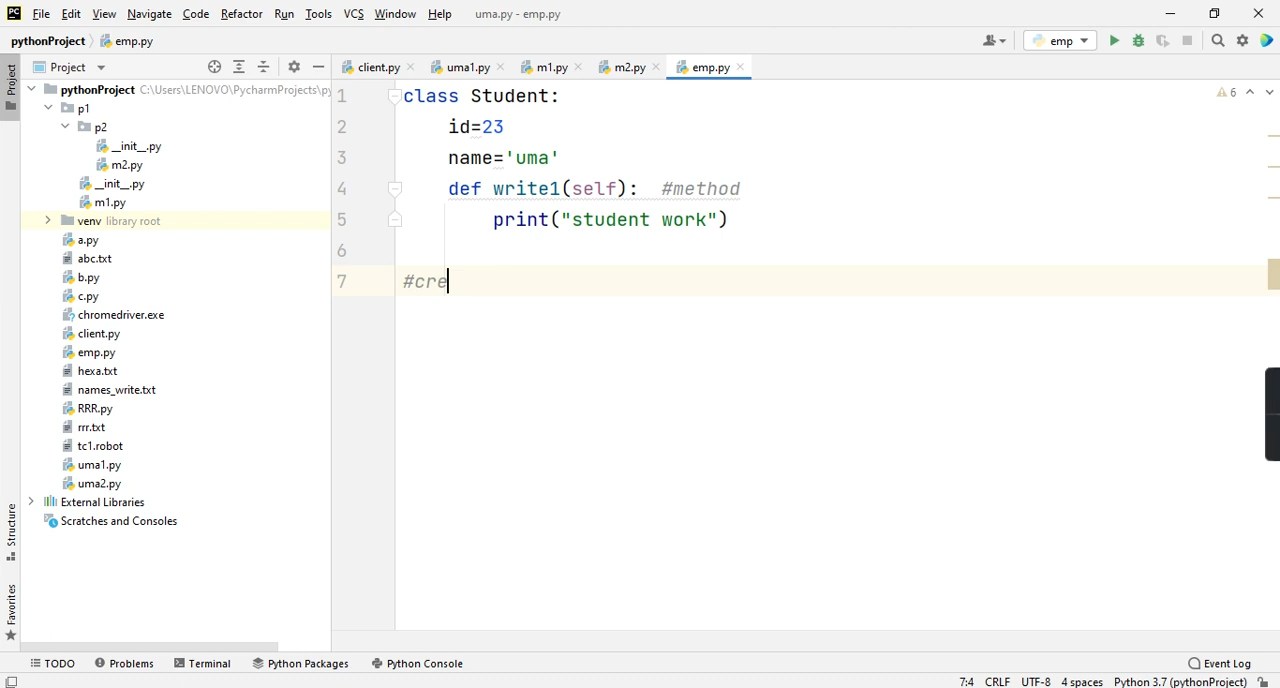 PC File Edit View Navigate Code Refactor Run Tools VCS Window Help uma.py - emp.py
pythonProject emp.py emp
Project client.py uma1.py m1.py m2.py emp.py
Project
pythonProject C:\Users\LENOVO\PycharmProjects\py
p1
p2
__init__.py
m2.py
__init__.py
m1.py
venv library root
a.py
abc.txt
b.py
c.py
chromedriver.exe
client.py
emp.py
hexa.txt
names_write.txt
RRR.py
rrr.txt
tc1.robot
uma1.py
uma2.py
External Libraries
Scratches and Consoles
Structure
Favorites
1 class Student:
2 id=23
3 name='uma'
4 def write1(self): #method
5 print("student work")
6
7 #cre
6
TODO Problems Terminal Python Packages Python Console Event Log
7:4 CRLF UTF-8 4 spaces Python 3.7 (pythonProject)